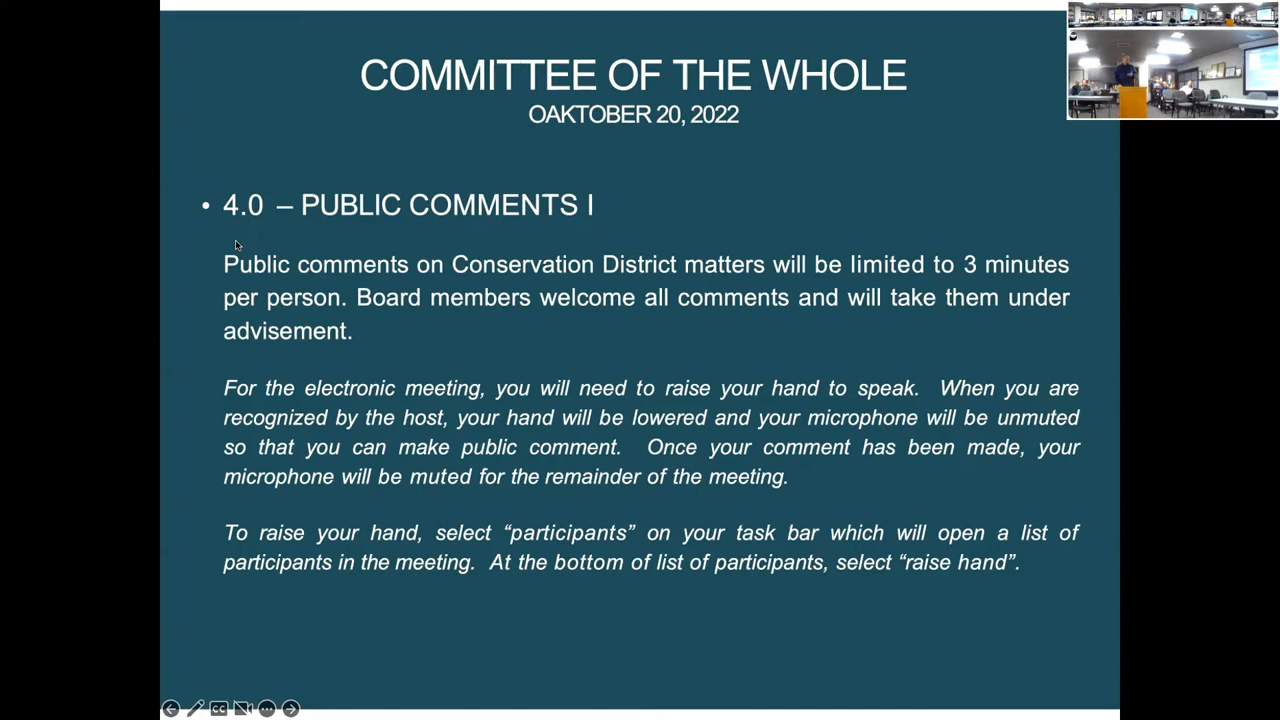 COMMITTEE OF THE WHOLE
OAKTOBER 20, 2022
• 4.0 – PUBLIC COMMENTS I
Public comments on Conservation District matters will be limited to 3 minutes
per person. Board members welcome all comments and will take them under
advisement.
For the electronic meeting, you will need to raise your hand to speak. When you are
recognized by the host, your hand will be lowered and your microphone will be unmuted
so that you can make public comment. Once your comment has been made, your
microphone will be muted for the remainder of the meeting.
To raise your hand, select “participants” on your task bar which will open a list of
participants in the meeting. At the bottom of list of participants, select “raise hand”.
CC